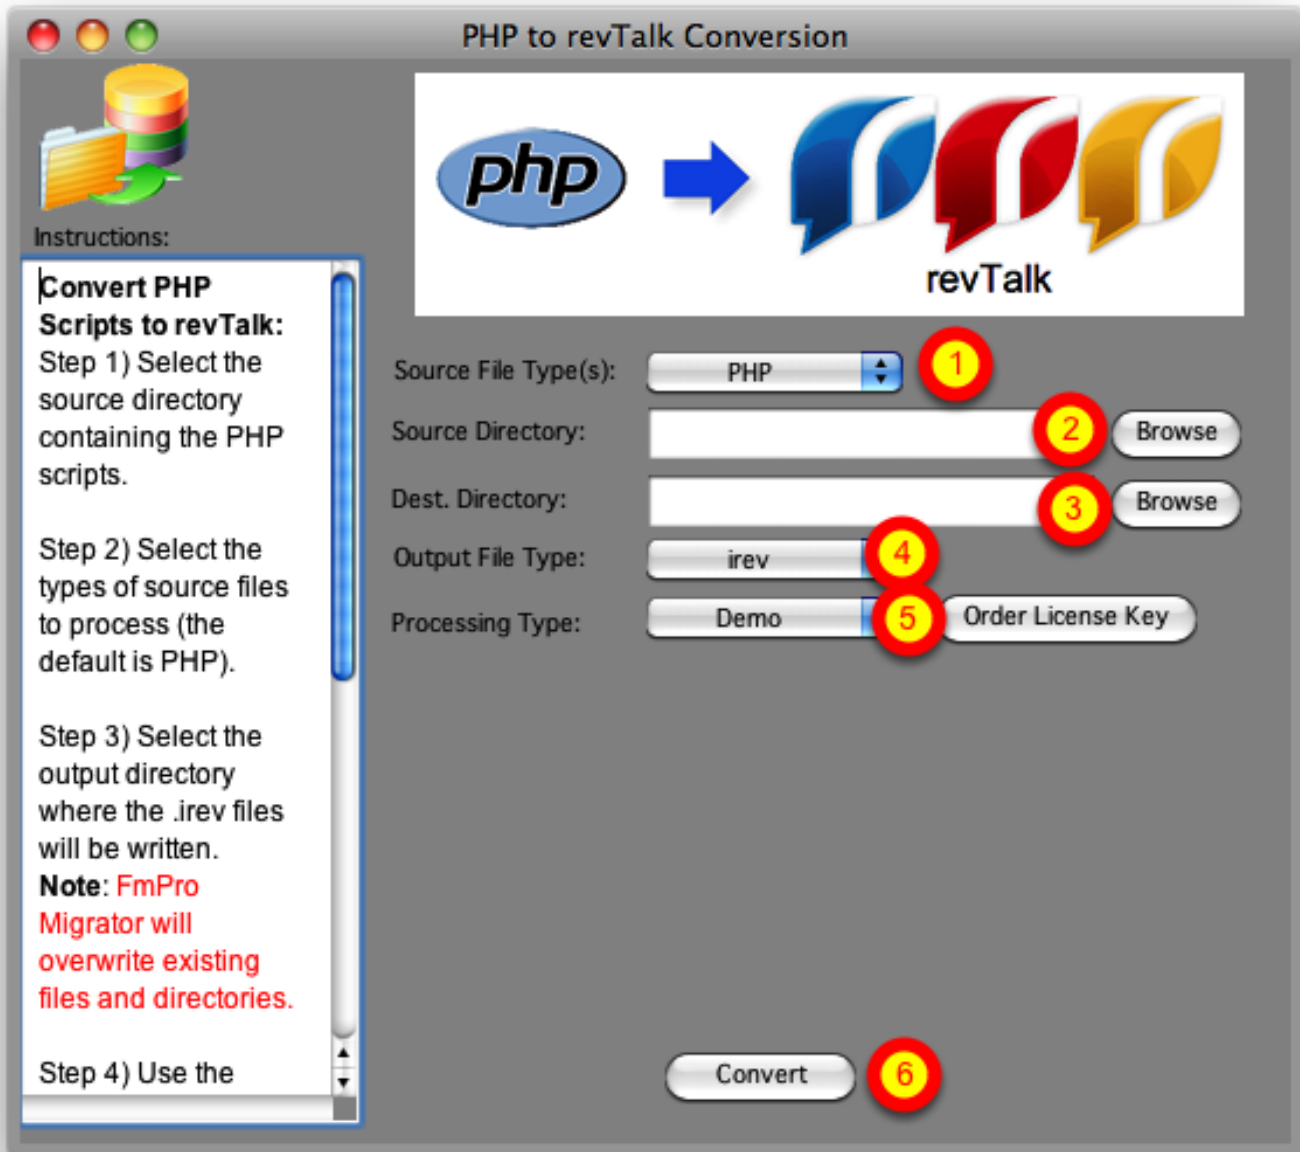 PHP to revTalk Conversion
php
revTalk
Instructions:
Convert PHP
Scripts to revTalk:
Step 1) Select the
source directory
containing the PHP
scripts.
Step 2) Select the
types of source files
to process (the
default is PHP).
Step 3) Select the
output directory
where the .irev files
will be written.
Note: FmPro
Migrator will
overwrite existing
files and directories.
Step 4) Use the
Source File Type(s): PHP 1
Source Directory: 2 Browse
Dest. Directory: 3 Browse
Output File Type: irev 4
Processing Type: Demo 5 Order License Key
Convert 6